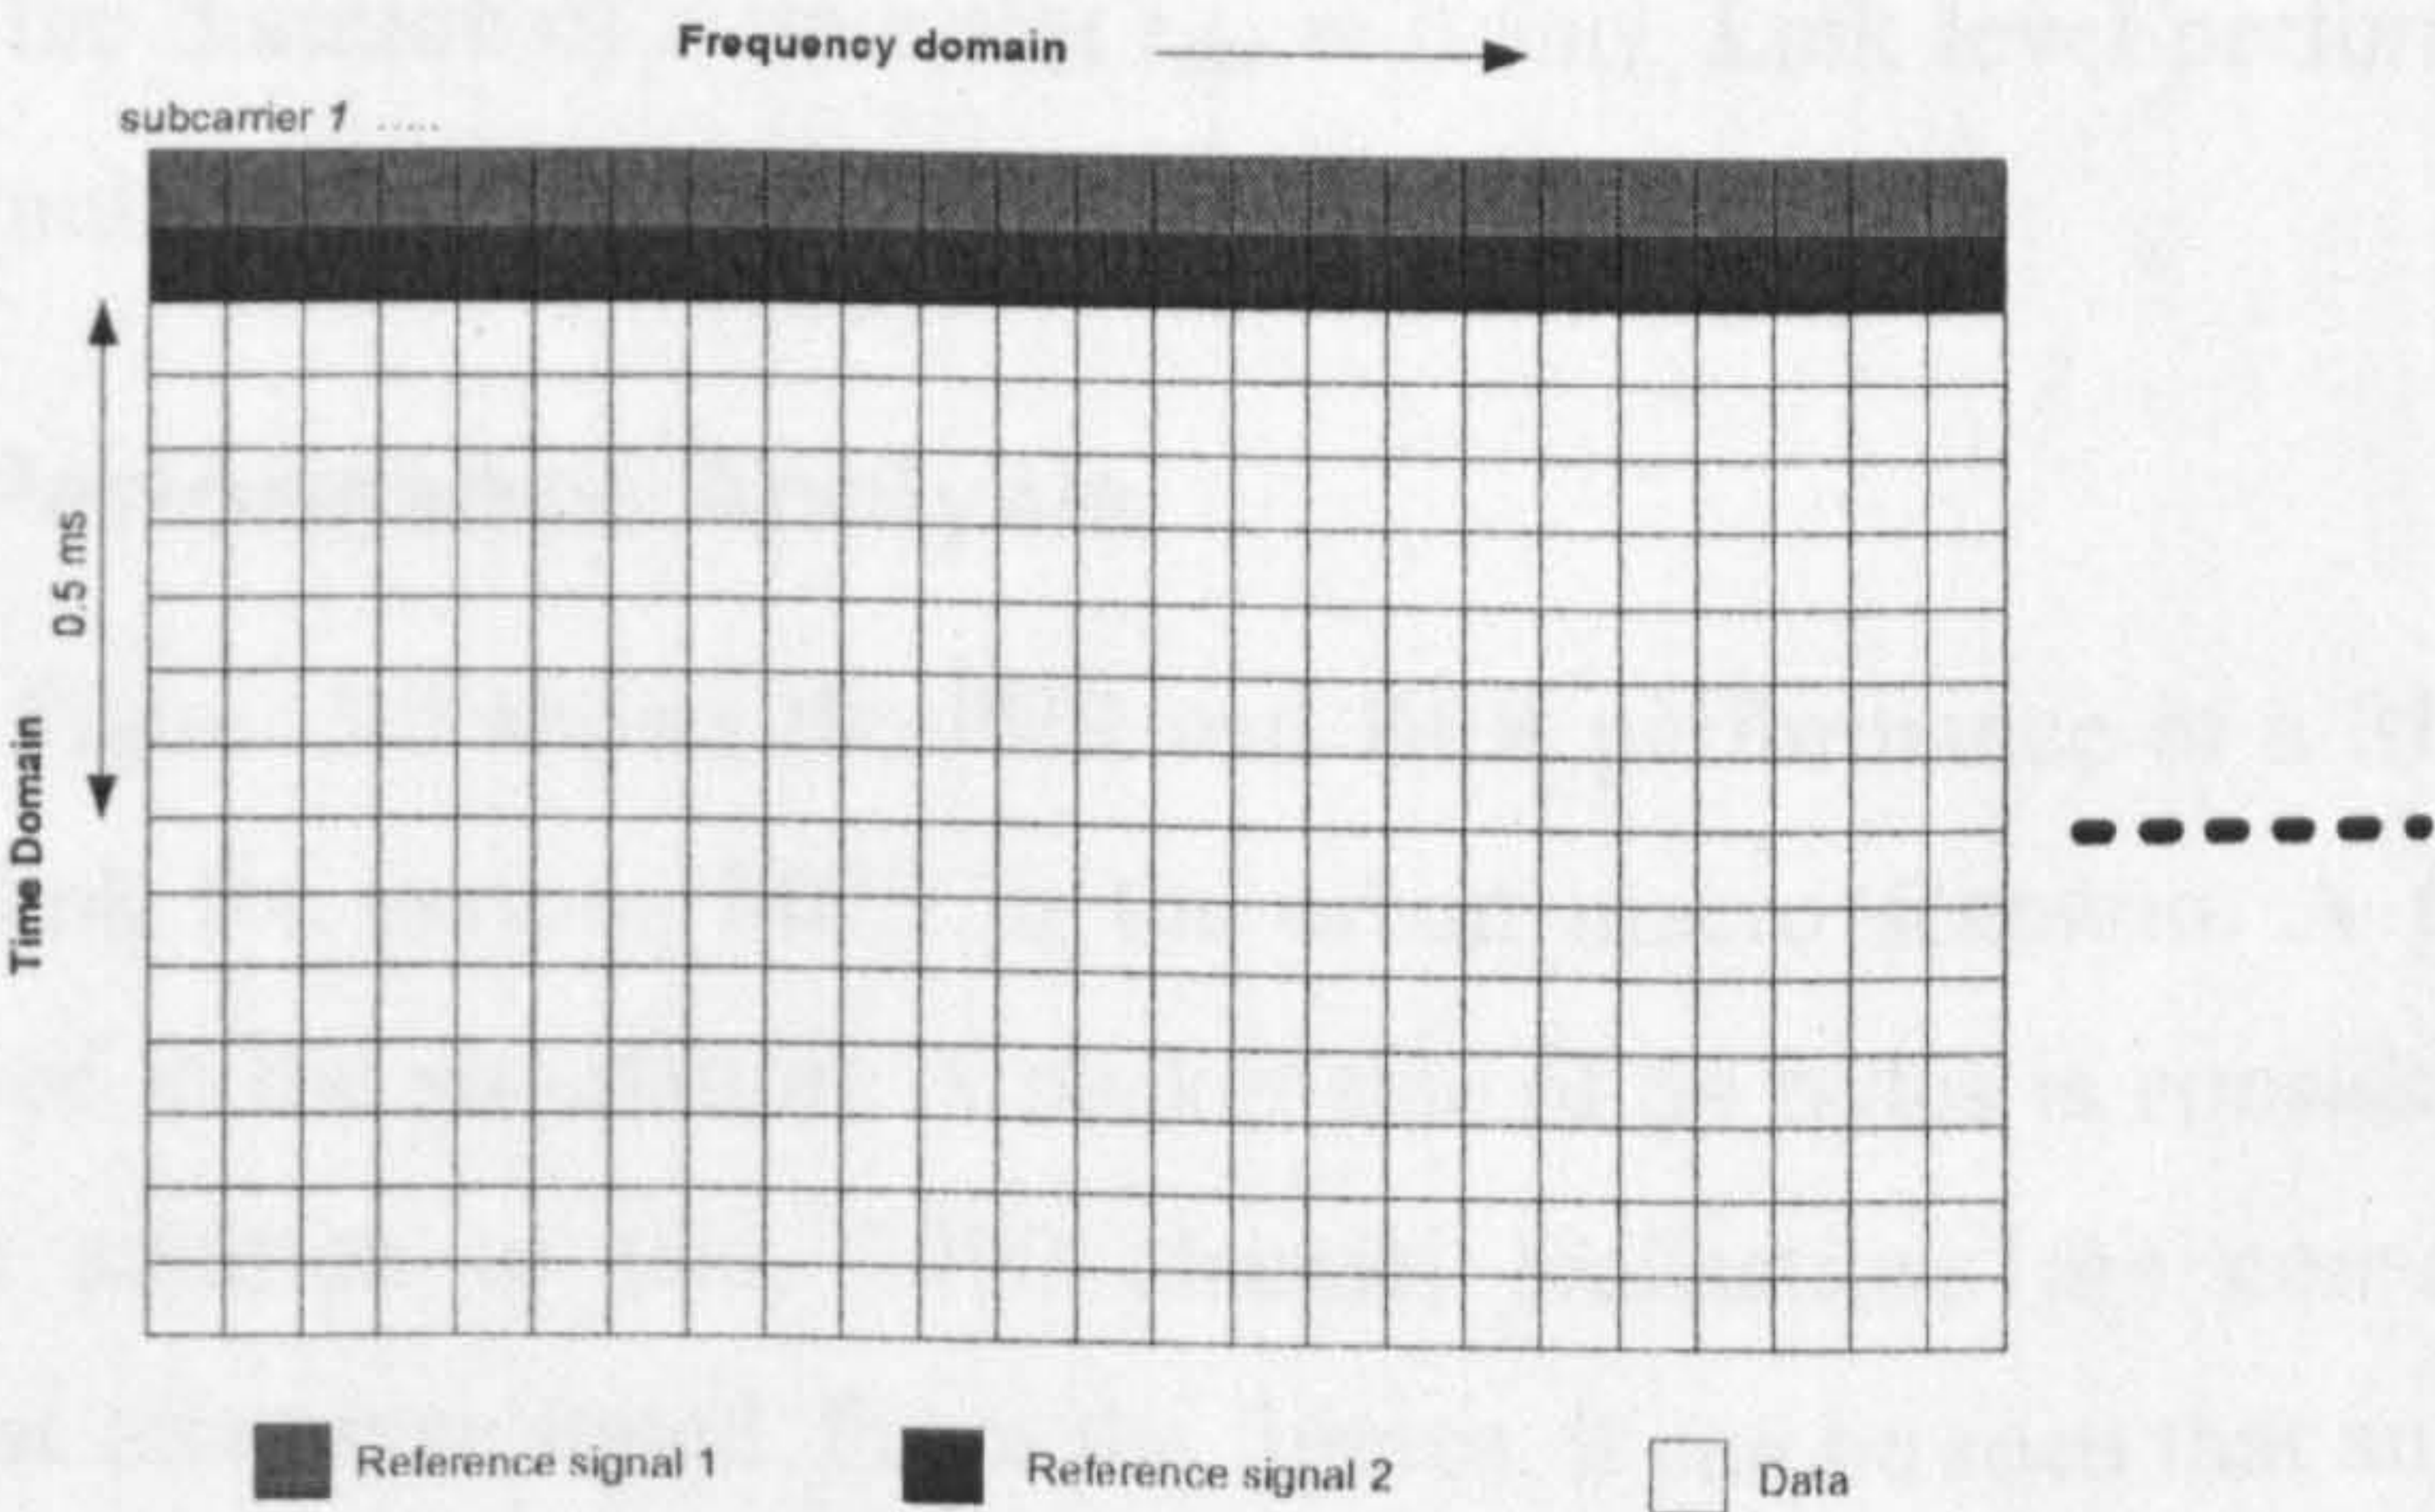 Frequency domain
subcarrier 1 .....
0.5 ms
Time Domain
Reference signal 1
Reference signal 2
Data